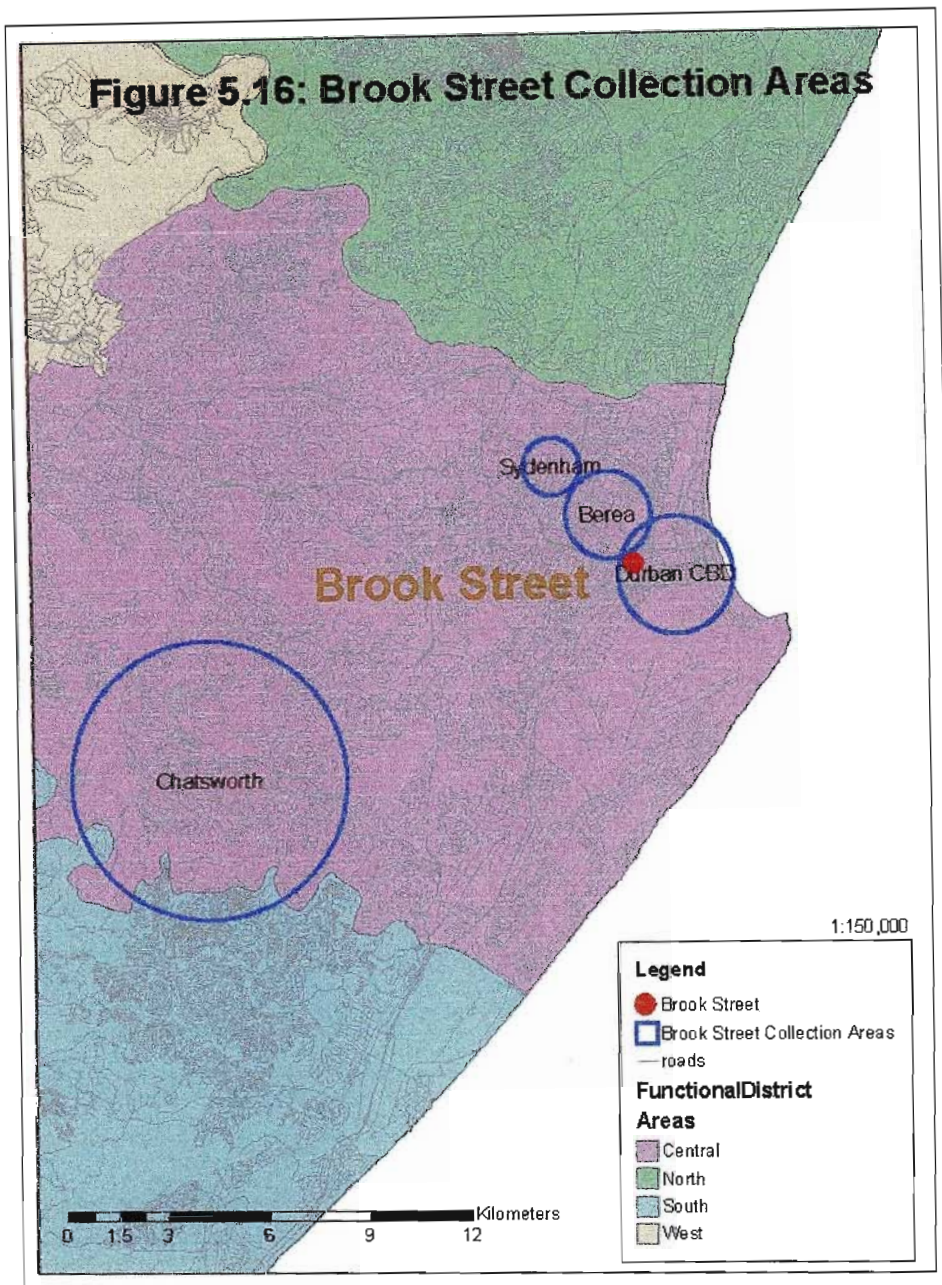 Figure 5.16: Brook Street Collection Areas
Sydenham
Berea
Durban CBD
Brook Street
Chatsworth
1:150,000
Legend
Brook Street
Brook Street Collection Areas
roads
FunctionalDistrict
Areas
Central
North
South
West
Kilometers
0 1.5 3 6 9 12